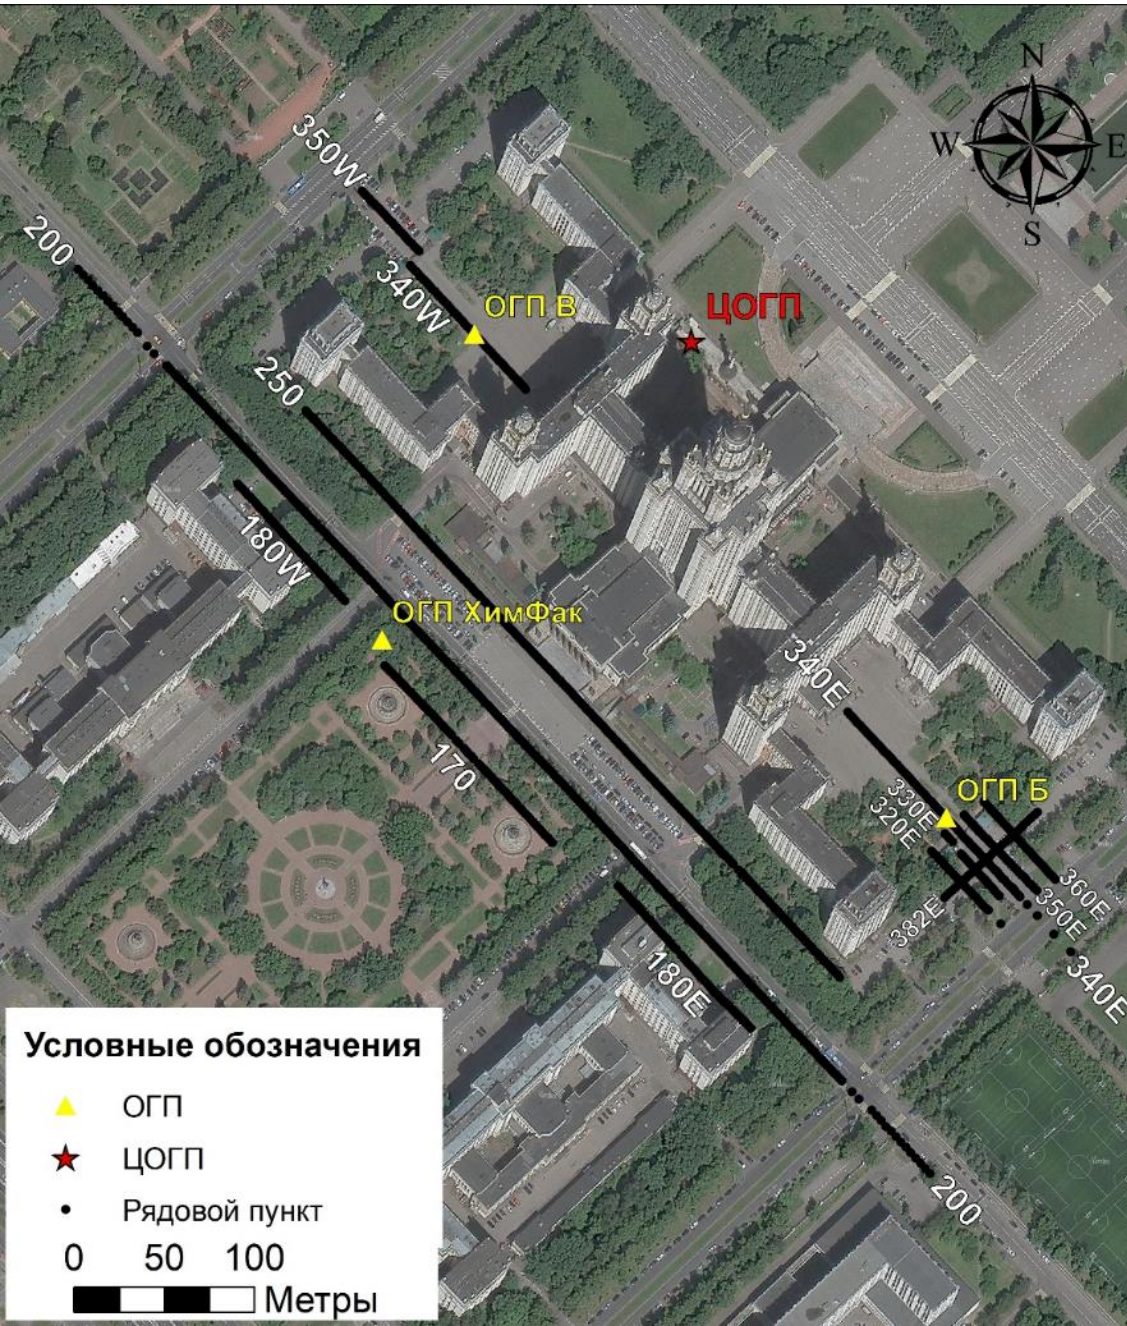 N
W
E
S
350W
200
340W
ОГП В
ЦОГП
250
180W
ОГП ХимФак
340E
170
330E
ОГП Б
320E
360E
350E
382E
340E
180E
200
Условные обозначения
ОГП
ЦОГП
Рядовой пункт
0 50 100
Метры